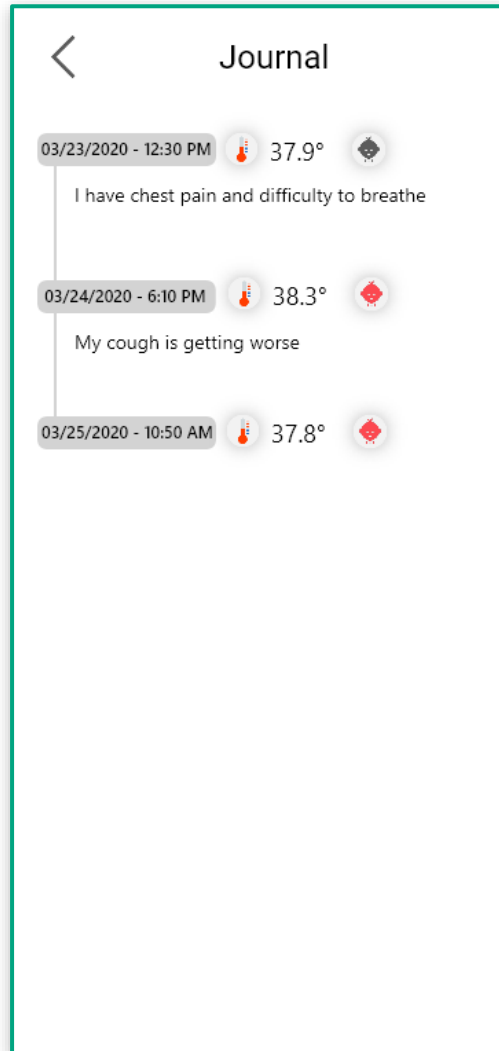 Journal
03/23/2020 - 12:30 PM 37.9°
I have chest pain and difficulty to breathe
03/24/2020 - 6:10 PM 38.3°
My cough is getting worse
03/25/2020 - 10:50 AM 37.8°